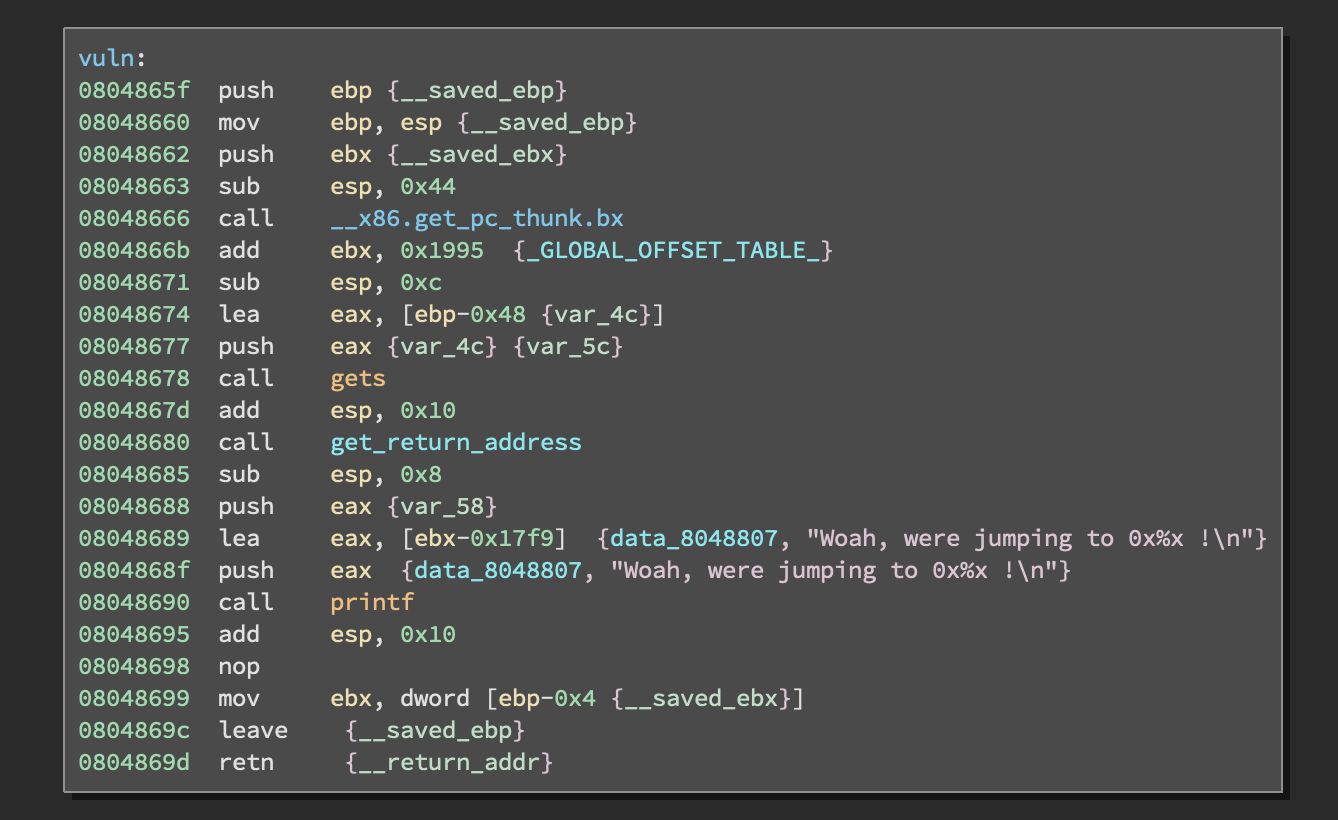 vuln:
0804865f push ebp {__saved_ebp}
08048660 mov ebp, esp {__saved_ebp}
08048662 push ebx {__saved_ebx}
08048663 sub esp, 0x44
08048666 call __x86.get_pc_thunk.bx
0804866b add ebx, 0x1995 {_GLOBAL_OFFSET_TABLE_}
08048671 sub esp, 0xc
08048674 lea eax, [ebp-0x48 {var_4c}]
08048677 push eax {var_4c} {var_5c}
08048678 call gets
0804867d add esp, 0x10
08048680 call get_return_address
08048685 sub esp, 0x8
08048688 push eax {var_58}
08048689 lea eax, [ebx-0x17f9] {data_8048807, "Woah, were jumping to 0x%x !\n"}
0804868f push eax {data_8048807, "Woah, were jumping to 0x%x !\n"}
08048690 call printf
08048695 add esp, 0x10
08048698 nop
08048699 mov ebx, dword [ebp-0x4 {__saved_ebx}]
0804869c leave {__saved_ebp}
0804869d retn {__return_addr}